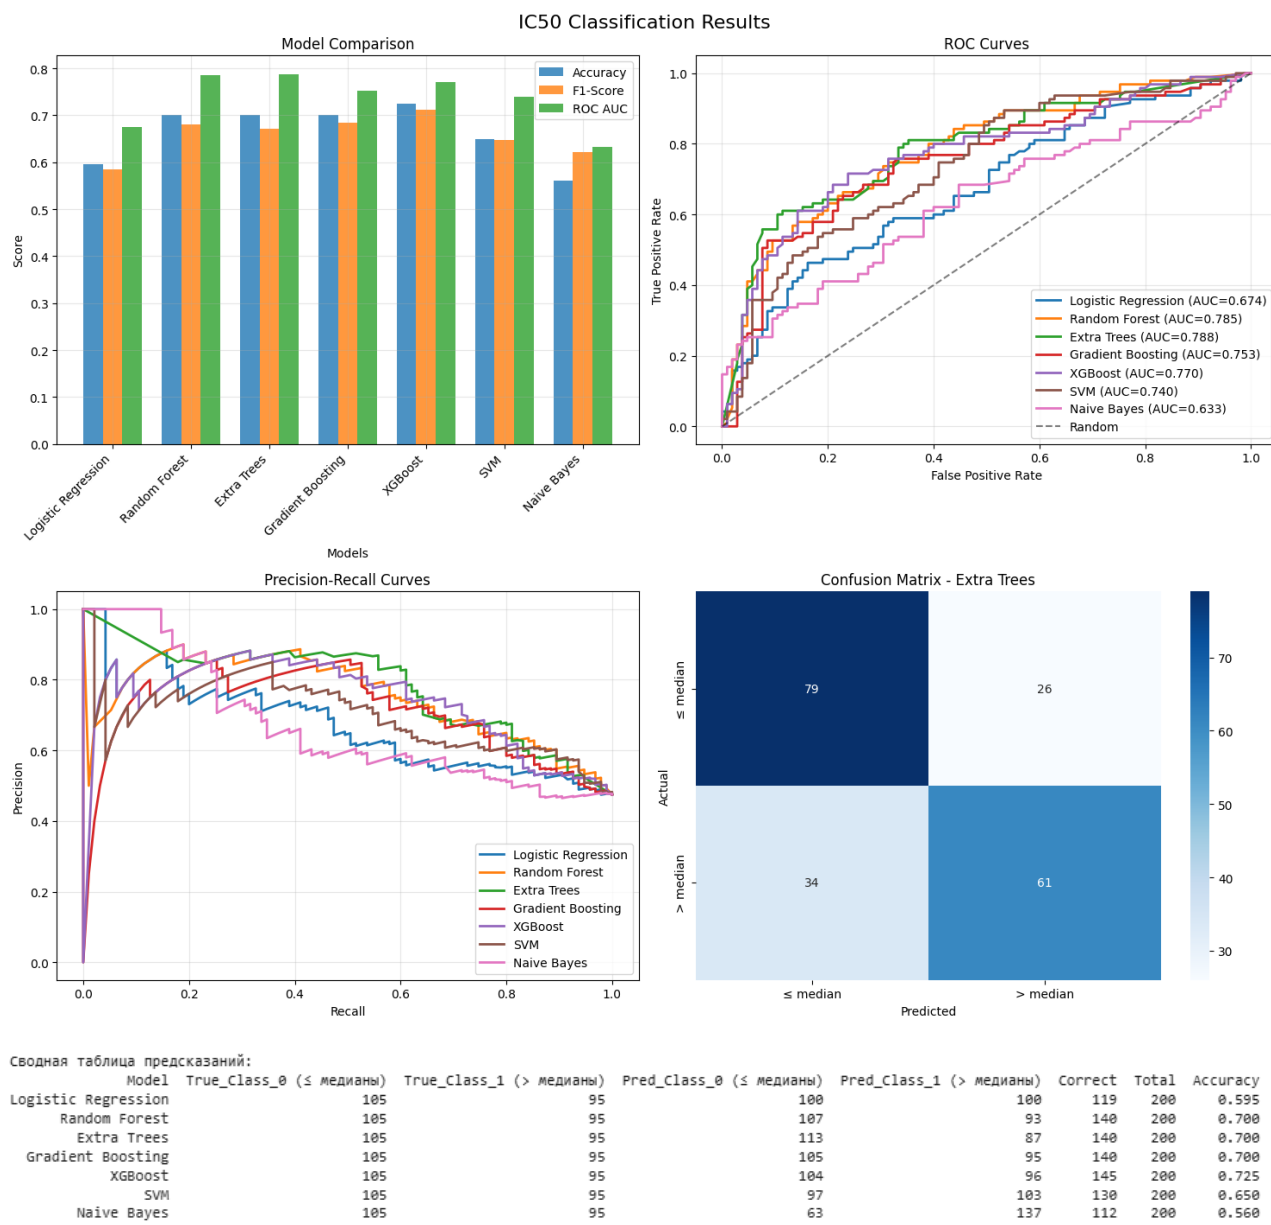 IC50 Classification Results
Model Comparison
Accuracy
F1-Score
ROC AUC
0.8
0.7
0.6
0.5
0.4
0.3
0.2
0.1
0.0
Score
Logistic Regression
Random Forest
Extra Trees
Gradient Boosting
XGBoost
SVM
Naive Bayes
Models
ROC Curves
1.0
0.8
0.6
0.4
0.2
0.0
True Positive Rate
Logistic Regression (AUC=0.674)
Random Forest (AUC=0.785)
Extra Trees (AUC=0.788)
Gradient Boosting (AUC=0.753)
XGBoost (AUC=0.770)
SVM (AUC=0.740)
Naive Bayes (AUC=0.633)
Random
0.0 0.2 0.4 0.6 0.8 1.0
False Positive Rate
Precision-Recall Curves
1.0
0.8
0.6
0.4
0.2
0.0
Precision
Logistic Regression
Random Forest
Extra Trees
Gradient Boosting
XGBoost
SVM
Naive Bayes
0.0 0.2 0.4 0.6 0.8 1.0
Recall
Confusion Matrix - Extra Trees
≤ median
> median
Actual
79 26
34 61
≤ median > median
Predicted
70
60
50
40
30
Сводная таблица предсказаний:
Model True_Class_0 (≤ медианы) True_Class_1 (> медианы) Pred_Class_0 (≤ медианы) Pred_Class_1 (> медианы) Correct Total Accuracy
Logistic Regression 105 95 100 100 119 200 0.595
Random Forest 105 95 107 93 140 200 0.700
Extra Trees 105 95 113 87 140 200 0.700
Gradient Boosting 105 95 105 95 140 200 0.700
XGBoost 105 95 104 96 145 200 0.725
SVM 105 95 97 103 130 200 0.650
Naive Bayes 105 95 63 137 112 200 0.560